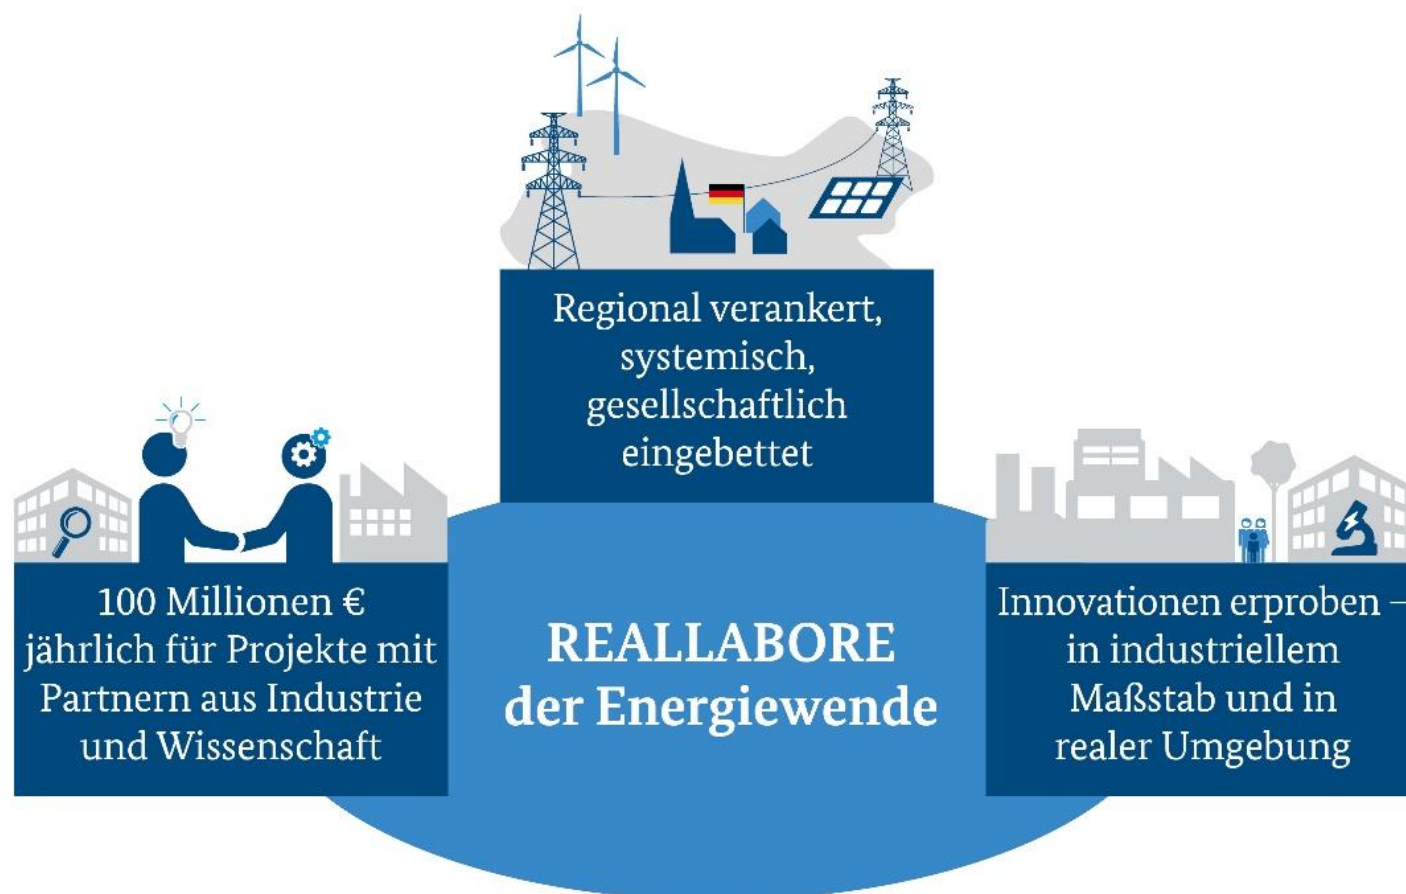 Regional verankert,
systemisch,
gesellschaftlich
eingebettet
100 Millionen €
jährlich für Projekte mit
Partnern aus Industrie
und Wissenschaft
REALLABORE
der Energiewende
Innovationen erproben –
in industriellem
Maßstab und in
realer Umgebung